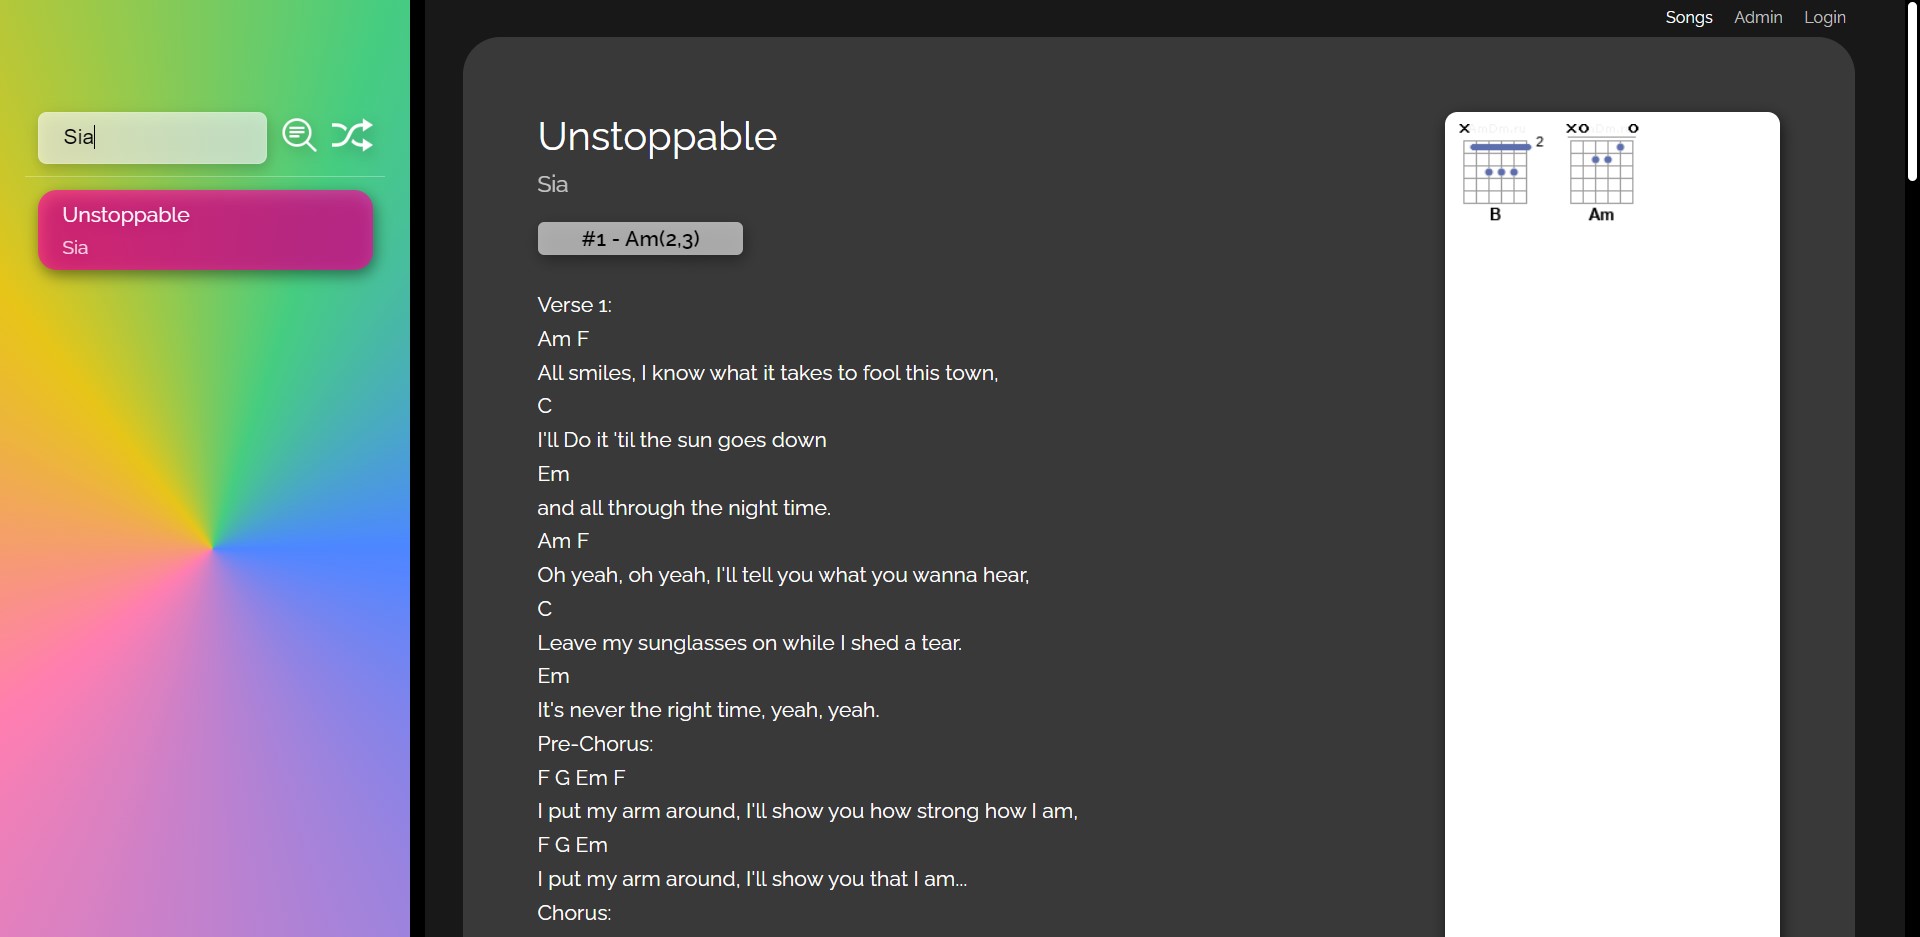 Songs Admin Login
Sia
Unstoppable
Sia
Unstoppable
Sia
#1 - Am(2,3)
Verse 1:
Am F
All smiles, I know what it takes to fool this town,
C
I'll Do it 'til the sun goes down
Em
and all through the night time.
Am F
Oh yeah, oh yeah, I'll tell you what you wanna hear,
C
Leave my sunglasses on while I shed a tear.
Em
It's never the right time, yeah, yeah.
Pre-Chorus:
F G Em F
I put my arm around, I'll show you how strong how I am,
F G Em
I put my arm around, I'll show you that I am...
Chorus:
X
2
B
XO O
Am